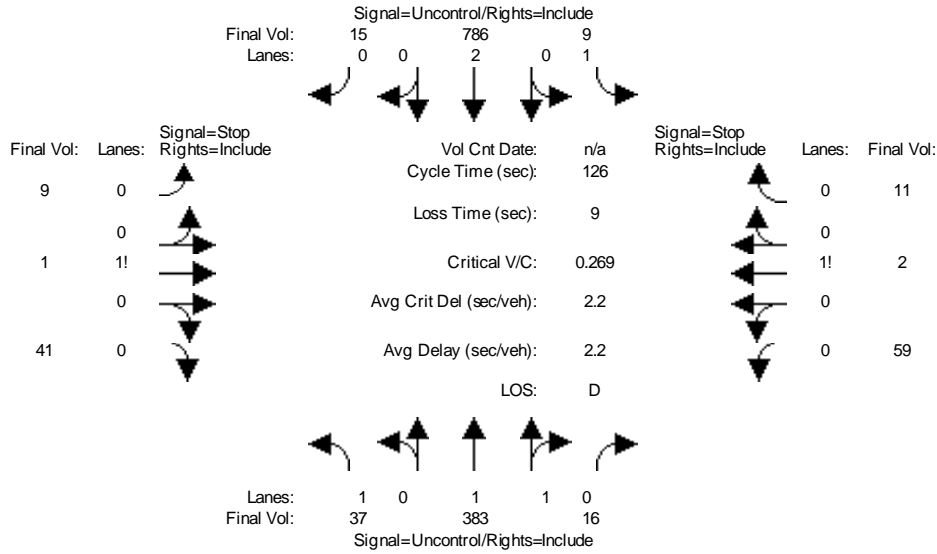 Signal=Uncontrol/Rights=Include
Final Vol: 15 786 9
Lanes: 0 0 2 0 1
Signal=Stop Signal=Stop
Final Vol: Lanes: Rights=Include Vol Cnt Date: n/a Rights=Include Lanes: Final Vol:
Cycle Time (sec): 126
9 0 0 11
Loss Time (sec): 9
0 0
1 1! Critical V/C: 0.269 1! 2
0 Avg Crit Del (sec/veh): 2.2 0
41 0 Avg Delay (sec/veh): 2.2 0 59
LOS: D
Lanes: 1 0 1 1 0
Final Vol: 37 383 16
Signal=Uncontrol/Rights=Include